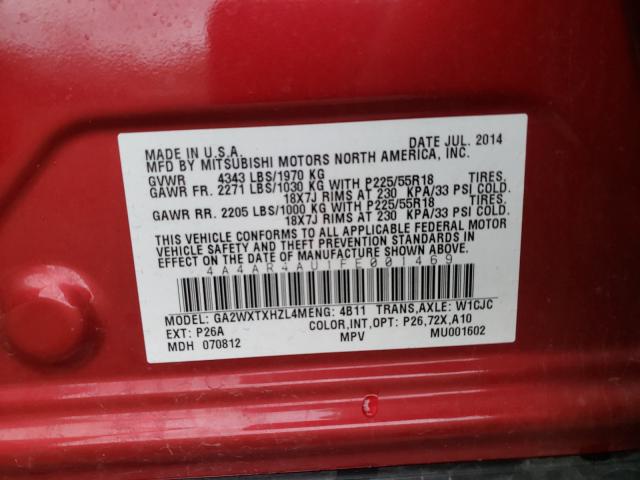 MADE IN U.S.A. DATE JUL. 2014
MFD BY MITSUBISHI MOTORS NORTH AMERICA, INC.
GVWR 4343 LBS/1970 KG
GAWR FR. 2271 LBS/1030 KG WITH P225/55R18 TIRES.
18X7J RIMS AT 230 KPA/33 PSI COLD.
GAWR RR. 2205 LBS/1000 KG WITH P225/55R18 TIRES.
18X7J RIMS AT 230 KPA/33 PSI COLD.
THIS VEHICLE CONFORMS TO ALL APPLICABLE FEDERAL MOTOR
VEHICLE SAFETY AND THEFT PREVENTION STANDARDS IN
EFFECT ON THE DATE OF MANUFACTURE SHOWN ABOVE.
4A4AR4AU1FE001469
MODEL: GA2WXTXHZL4MENG: 4B11 TRANS,AXLE: W1CJC
EXT: P26A COLOR,INT,OPT: P26,72X,A10
MDH 070812 MPV MU001602